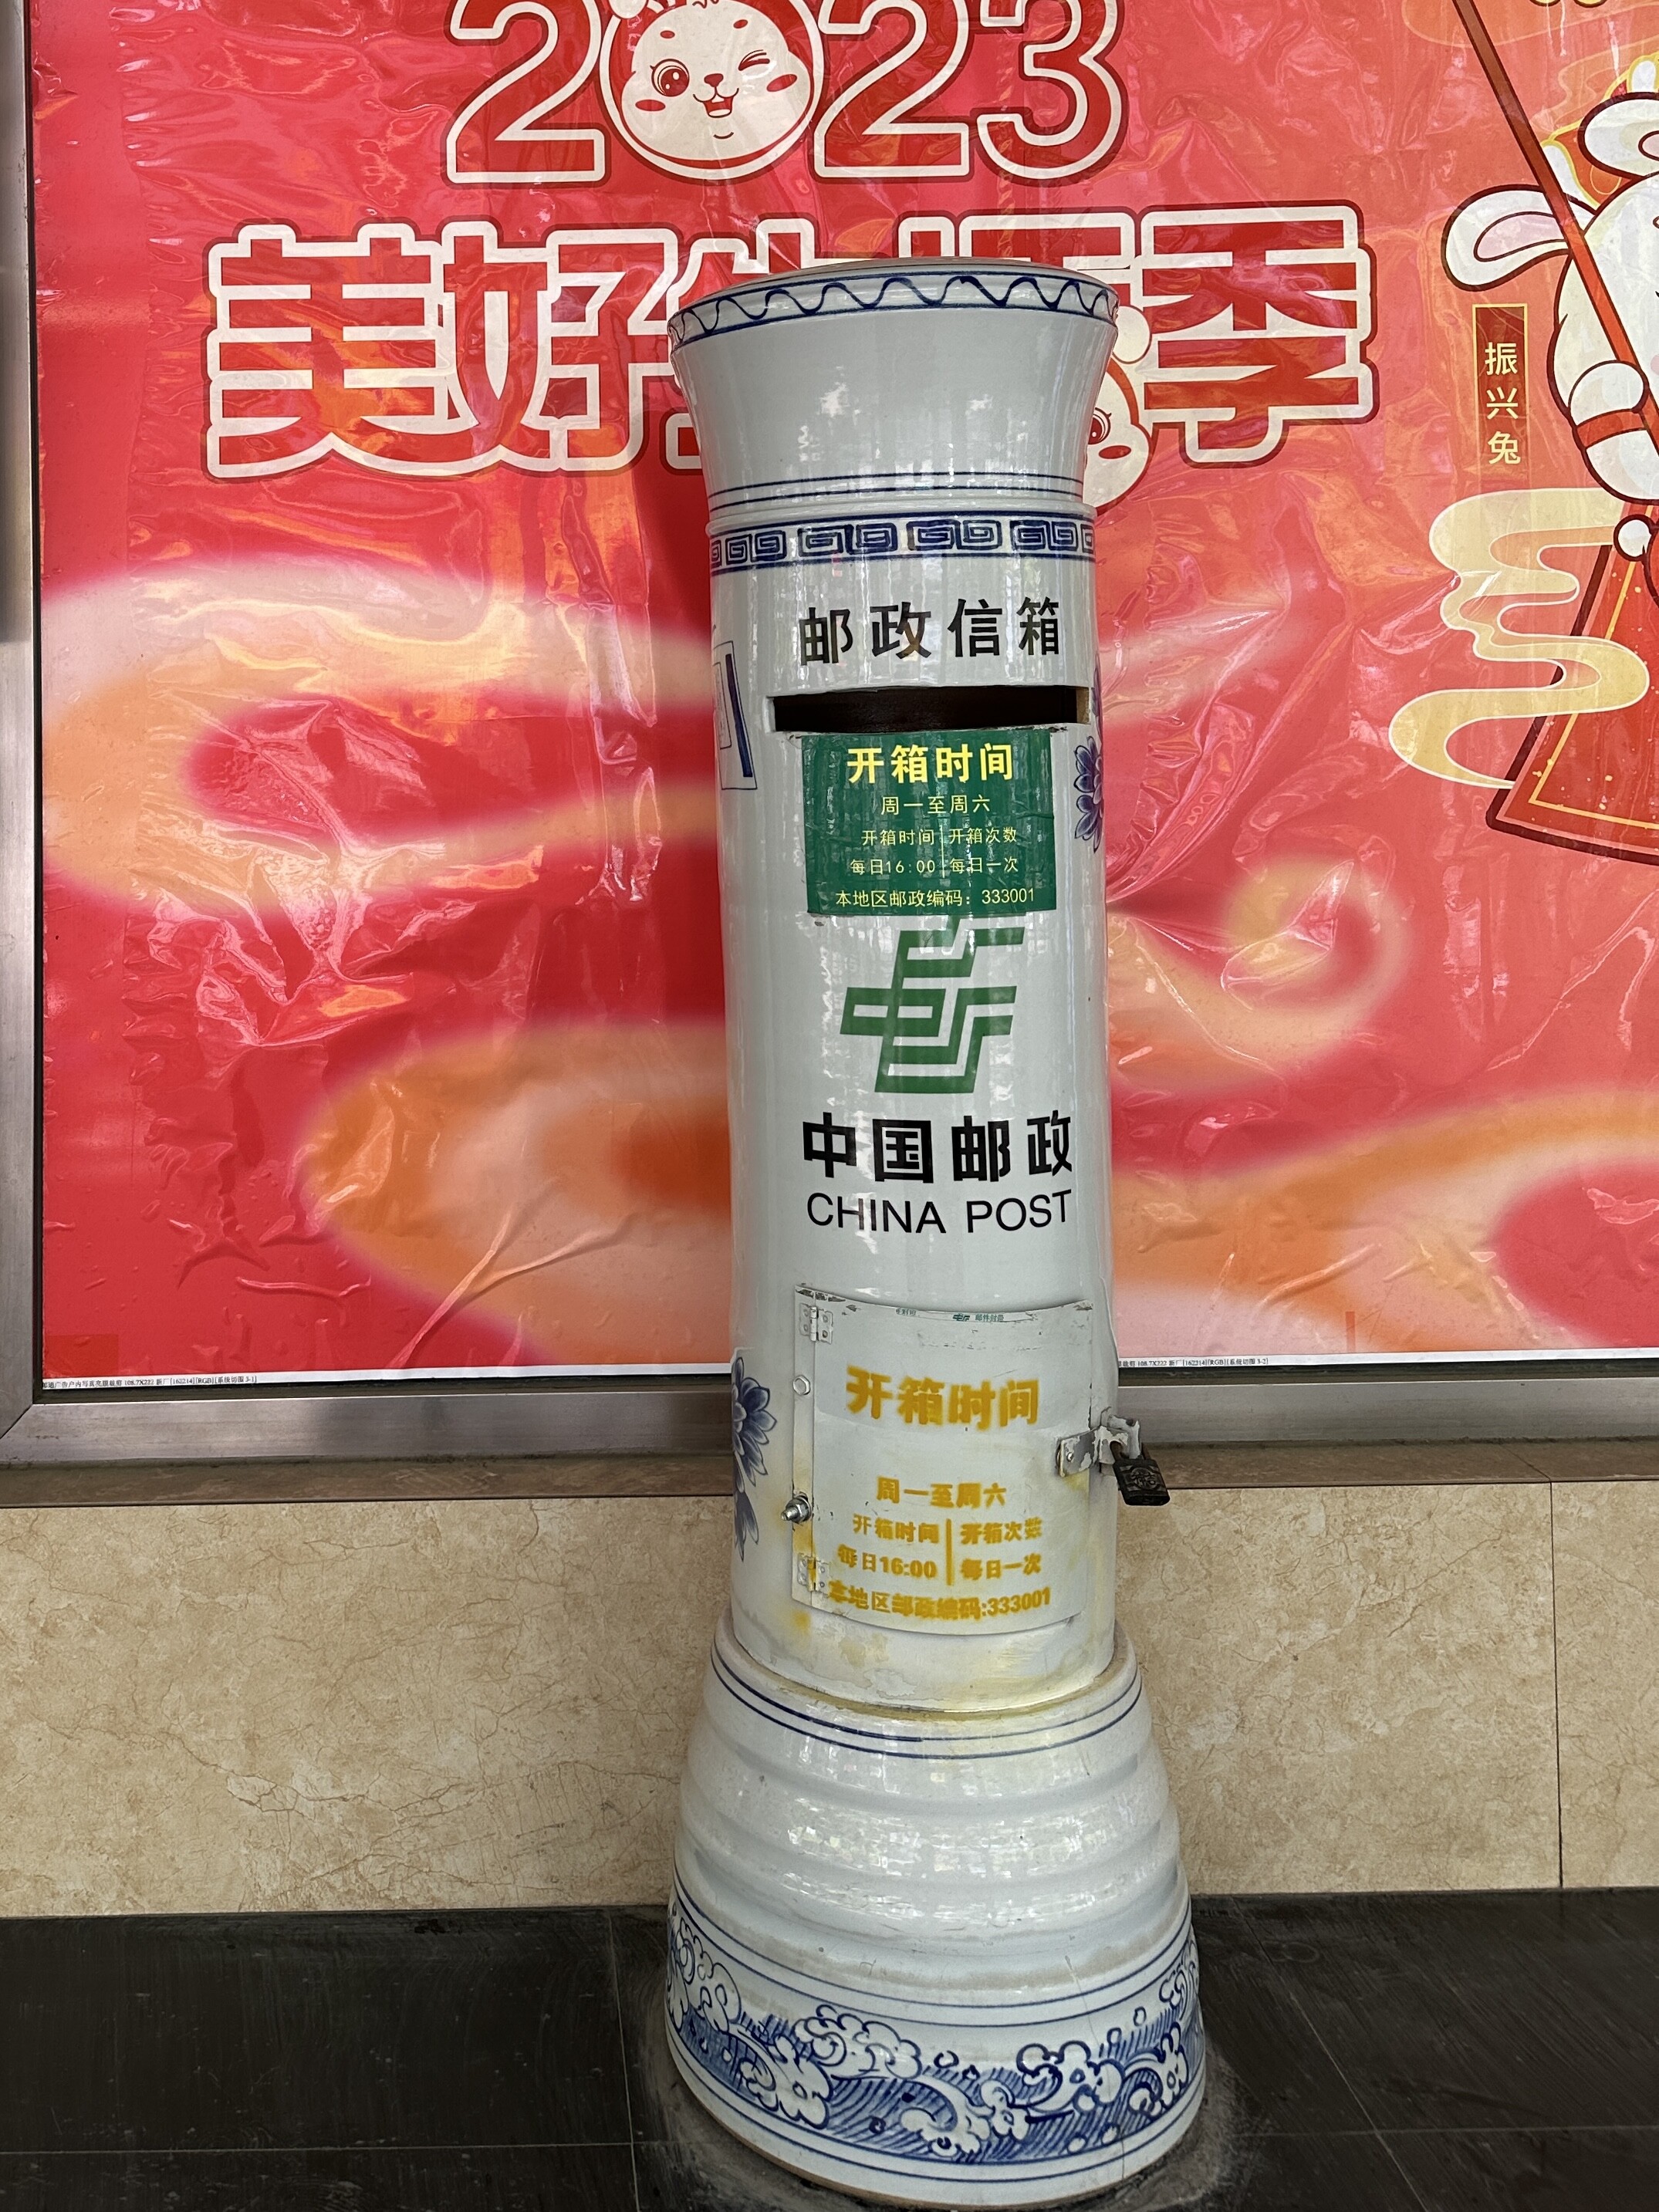 2023
美好生活季
振兴兔
邮政信箱
开箱时间
周一至周六
开箱时间 开箱次数
每日16:00 每日一次
本地区邮政编码：333001
中国邮政
CHINA POST
开箱时间
周一至周六
开箱时间 开箱次数
每日16:00 每日一次
本地区邮政编码:333001